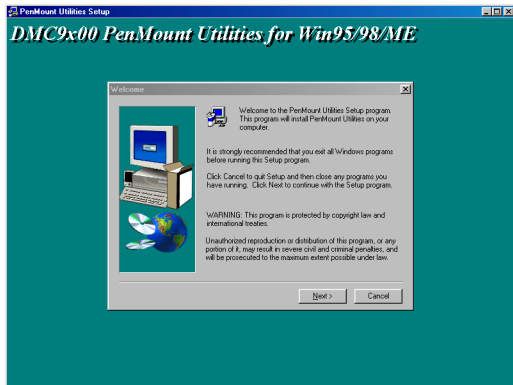 PenMount Utilities Setup
DMC9x00 PenMount Utilities for Win95/98/ME
Welcome
Welcome to the PenMount Utilities Setup program.
This program will install PenMount Utilities on your
computer.
It is strongly recommended that you exit all Windows programs
before running this Setup program.
Click Cancel to quit Setup and then close any programs you
have running. Click Next to continue with the Setup program.
WARNING: This program is protected by copyright law and
international treaties.
Unauthorized reproduction or distribution of this program, or any
portion of it, may result in severe civil and criminal penalties, and
will be prosecuted to the maximum extent possible under law.
Next > Cancel